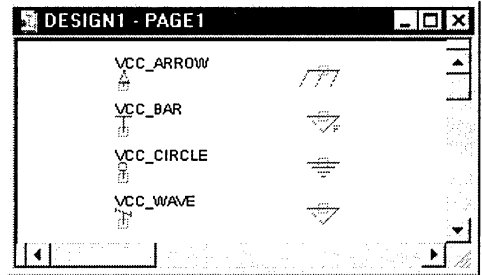 DESIGN1 - PAGE1
VCC_ARROW
VCC_BAR
VCC_CIRCLE
VCC_WAVE